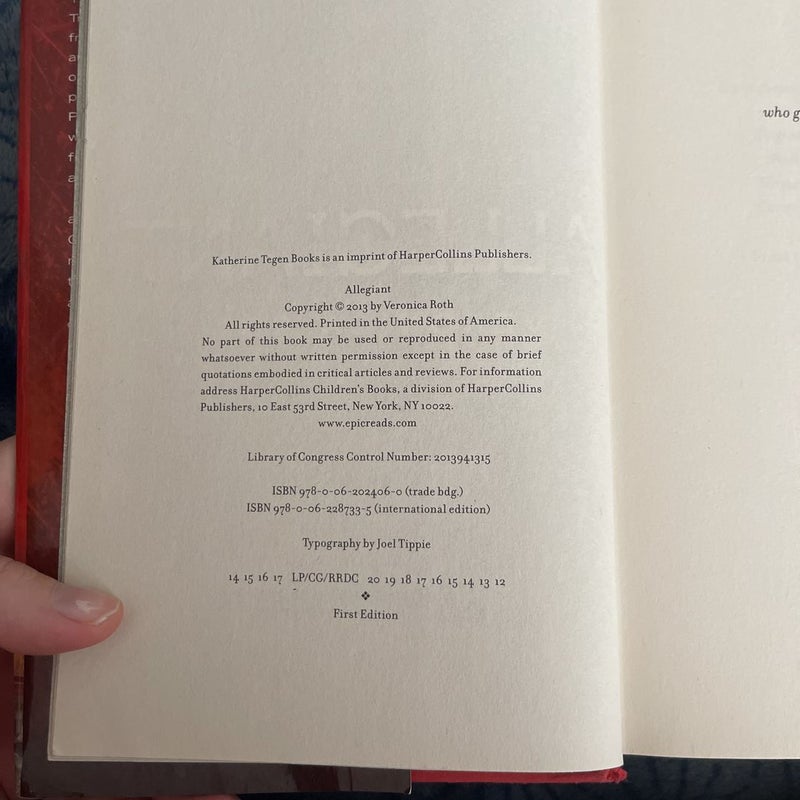 Katherine Tegen Books is an imprint of HarperCollins Publishers.
Allegiant
Copyright © 2013 by Veronica Roth
All rights reserved. Printed in the United States of America.
No part of this book may be used or reproduced in any manner
whatsoever without written permission except in the case of brief
quotations embodied in critical articles and reviews. For information
address HarperCollins Children's Books, a division of HarperCollins
Publishers, 10 East 53rd Street, New York, NY 10022.
www.epicreads.com
Library of Congress Control Number: 2013941315
ISBN 978-0-06-202406-0 (trade bdg.)
ISBN 978-0-06-228733-5 (international edition)
Typography by Joel Tippie
14 15 16 17 LP/CG/RRDC 20 19 18 17 16 15 14 13 12
❖
First Edition
who g